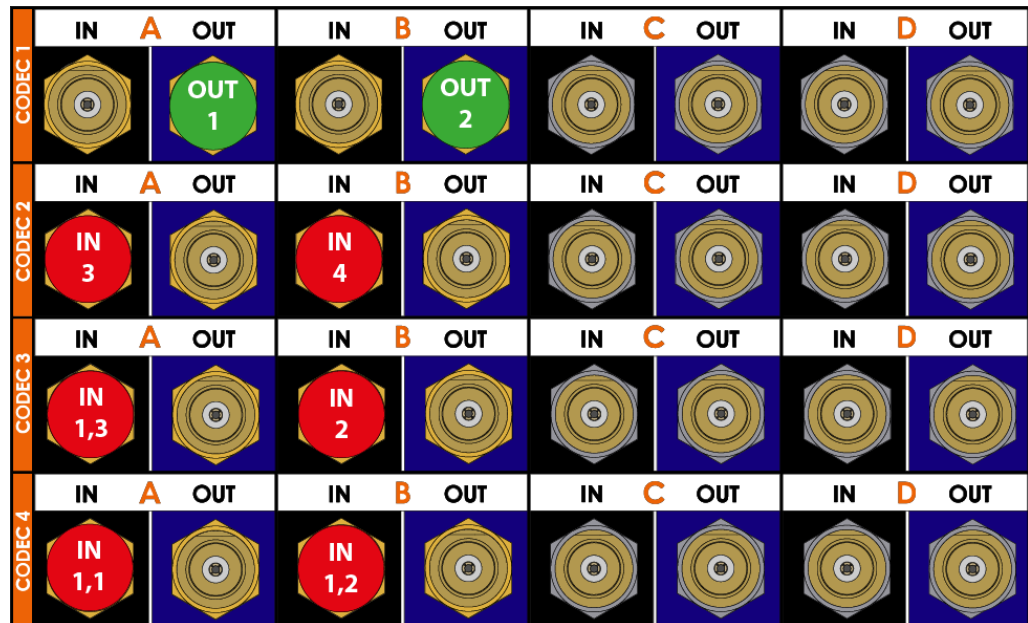 CODEC 1
IN A OUT IN B OUT IN C OUT IN D OUT
OUT
1
OUT
2
CODEC 2
IN A OUT IN B OUT IN C OUT IN D OUT
IN
3
IN
4
CODEC 3
IN A OUT IN B OUT IN C OUT IN D OUT
IN
1,3
IN
2
CODEC 4
IN A OUT IN B OUT IN C OUT IN D OUT
IN
1,1
IN
1,2